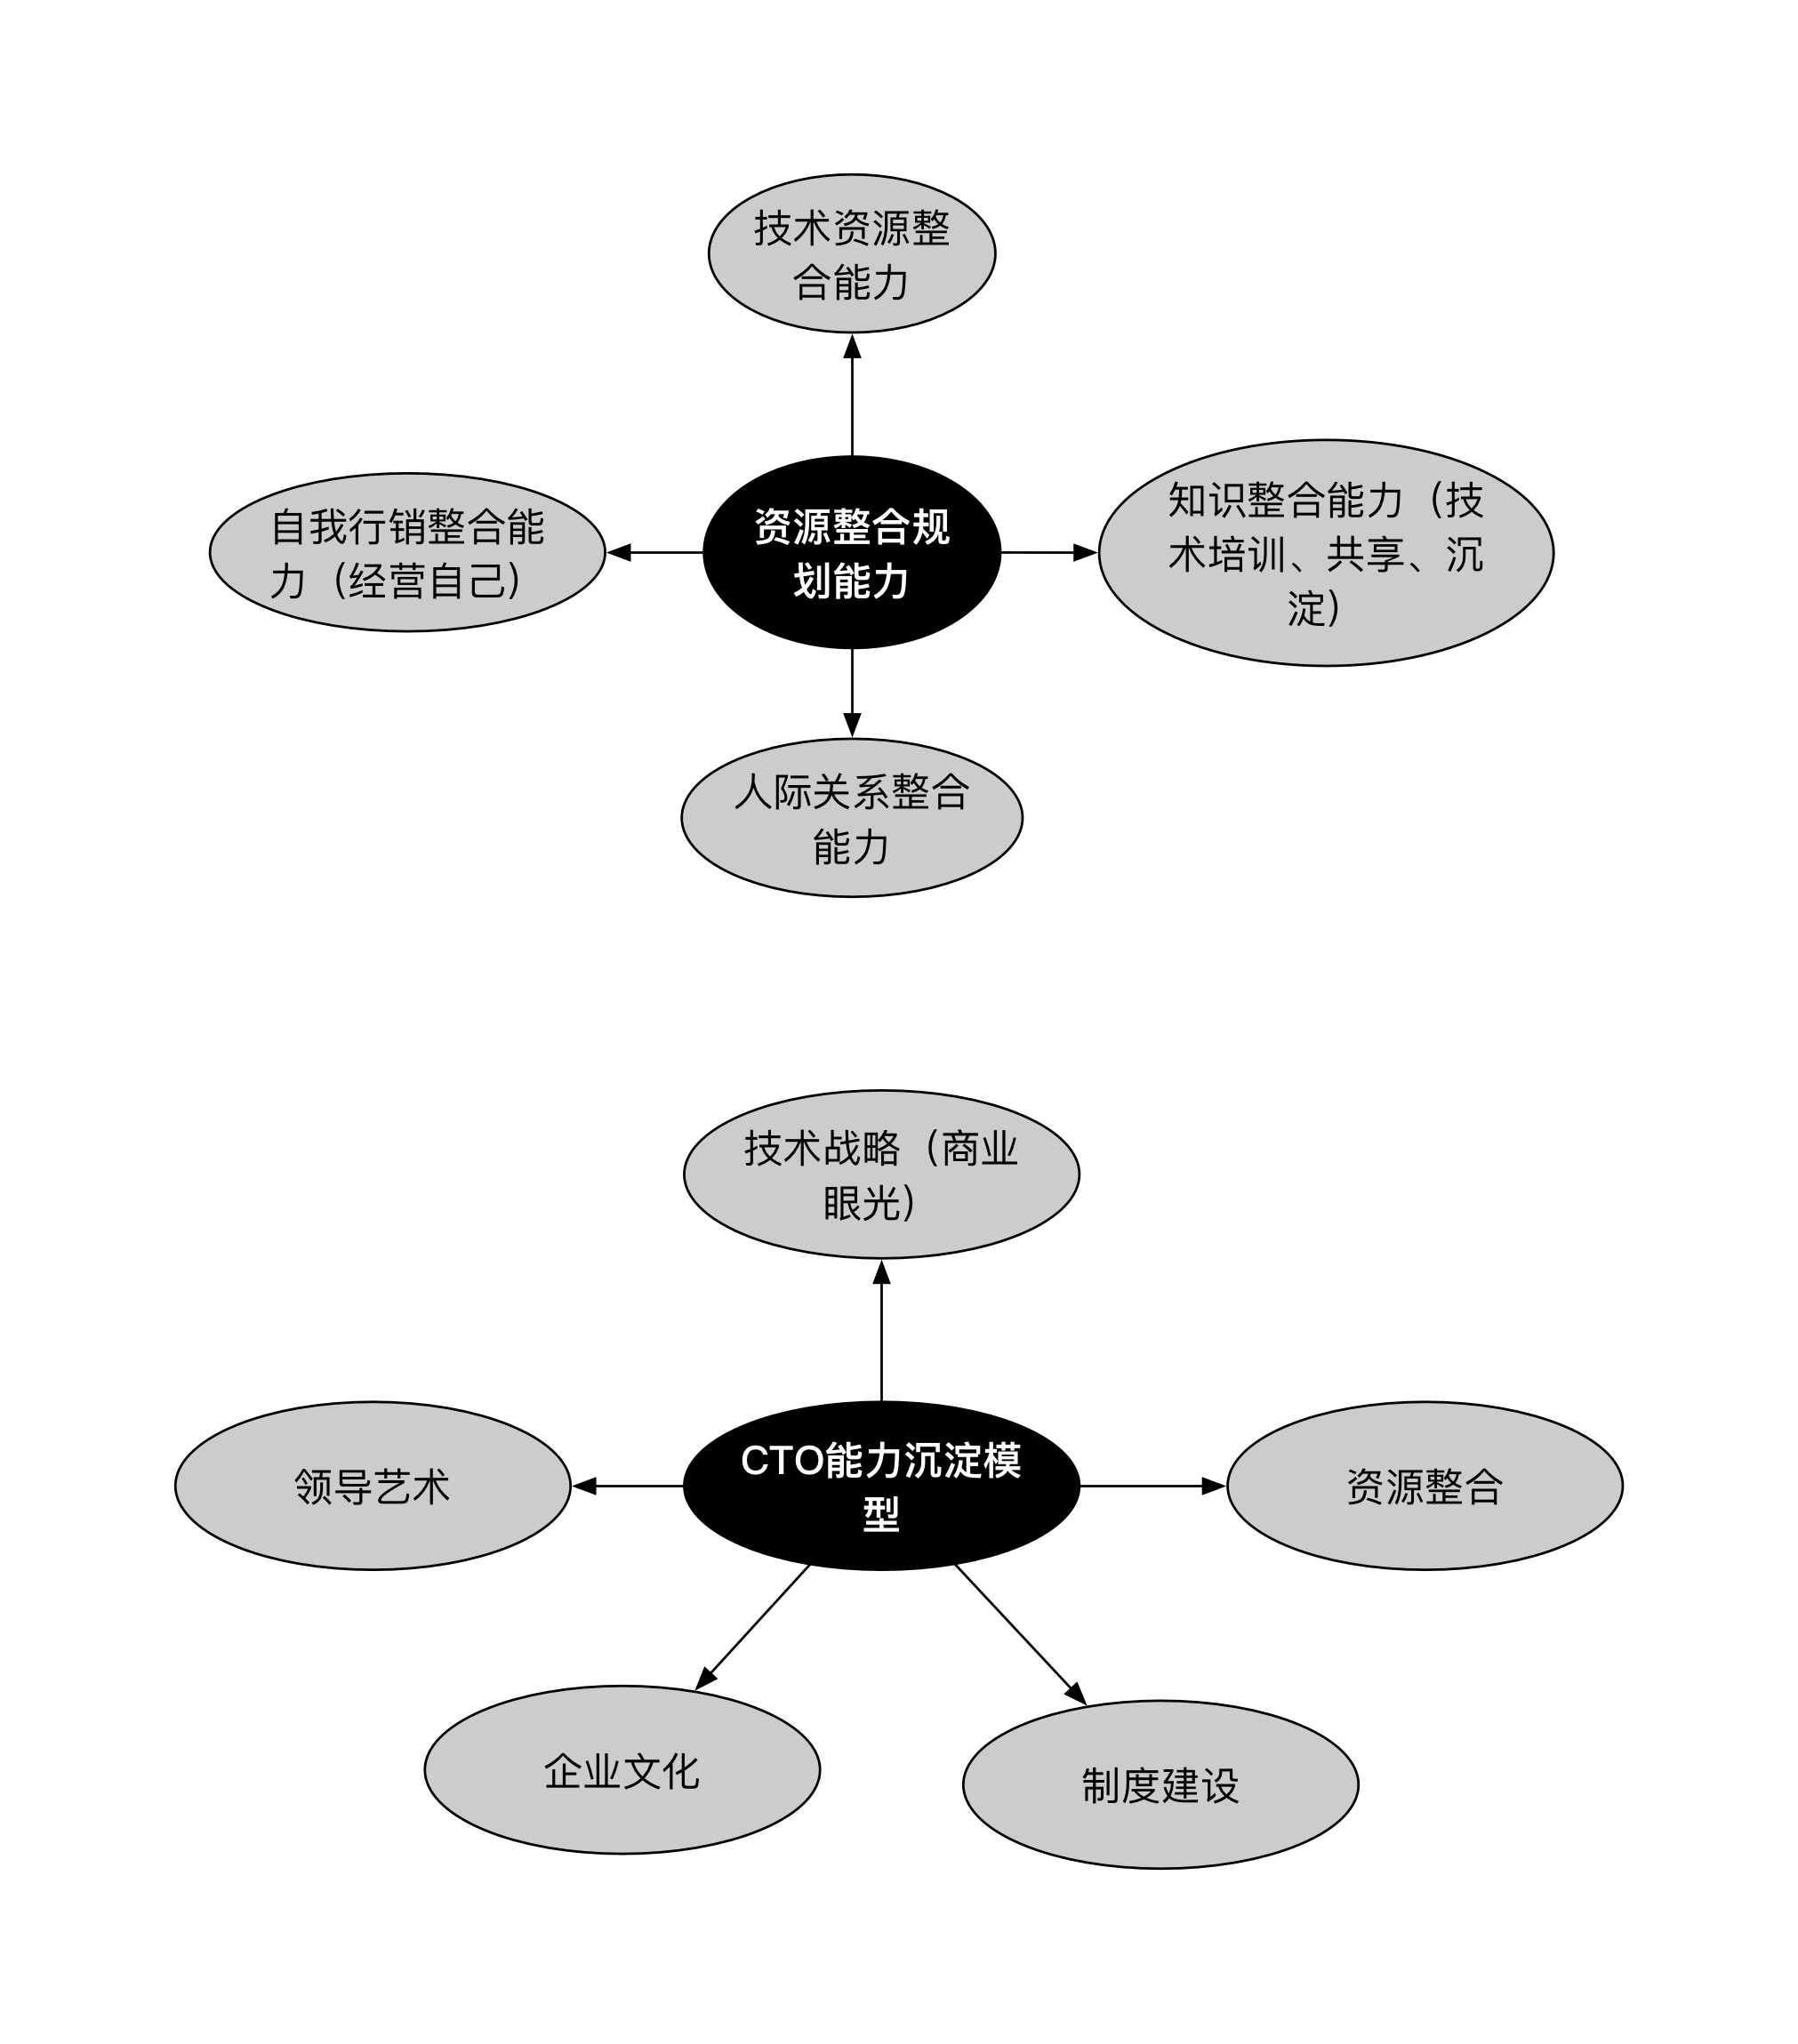 技术资源整
合能力
自我行销整合能
力（经营自己）
资源整合规
划能力
知识整合能力（技
术培训、共享、沉
淀）
人际关系整合
能力
技术战略（商业
眼光）
领导艺术
CTO能力沉淀模
型
资源整合
企业文化
制度建设